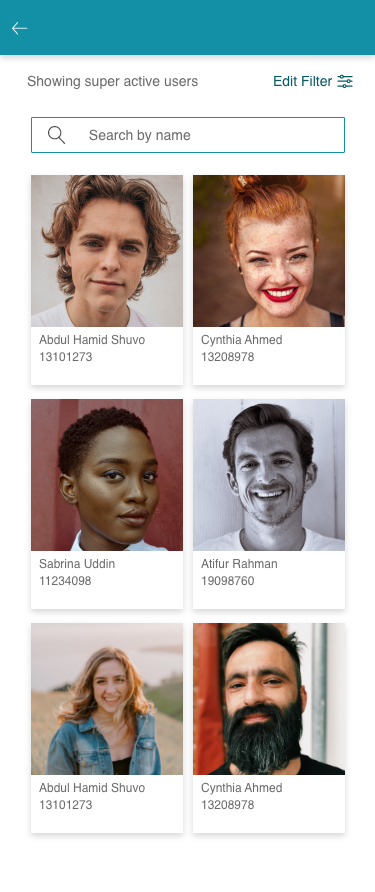 Showing super active users
Edit Filter
Search by name
Abdul Hamid Shuvo
13101273
Cynthia Ahmed
13208978
Sabrina Uddin
11234098
Atifur Rahman
19098760
Abdul Hamid Shuvo
13101273
Cynthia Ahmed
13208978